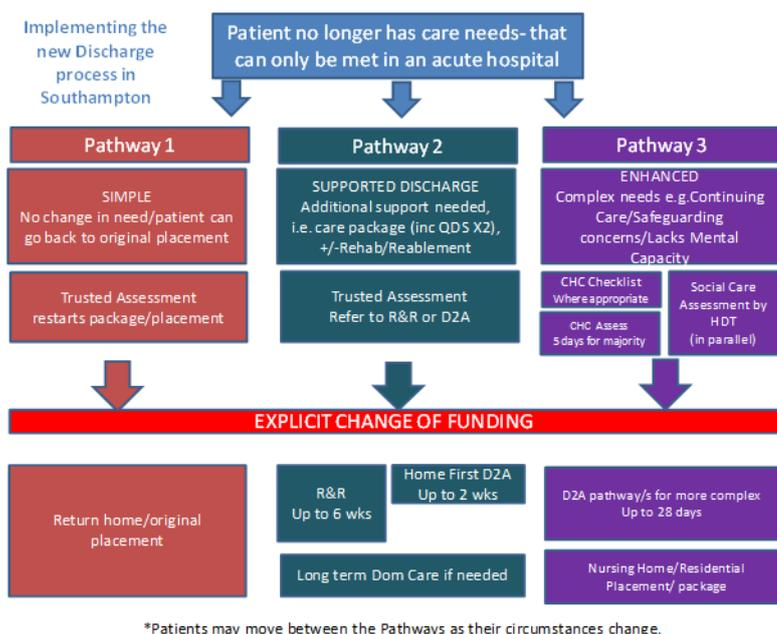 Implementing the
new Discharge
process in
Southampton
Patient no longer has care needs- that
can only be met in an acute hospital
Pathway 1
Pathway 2
Pathway 3
SIMPLE
No change in need/patient can
go back to original placement
SUPPORTED DISCHARGE
Additional support needed,
i.e. care package (inc QDS X2),
+/-Rehab/Reablement
ENHANCED
Complex needs e.g.Continuing
Care/Safeguarding
concerns/Lacks Mental
Capacity
Trusted Assessment
restarts package/placement
Trusted Assessment
Refer to R&R or D2A
CHC Checklist
Where appropriate
CHC Assess
5 days for majority
Social Care
Assessment by
HDT
(in parallel)
EXPLICIT CHANGE OF FUNDING
Return home/original
placement
R&R
Up to 6 wks
Home First D2A
Up to 2 wks
Long term Dom Care if needed
D2A pathway/s for more complex
Up to 28 days
Nursing Home/Residential
Placement/ package
*Patients may move between the Pathways as their circumstances change.